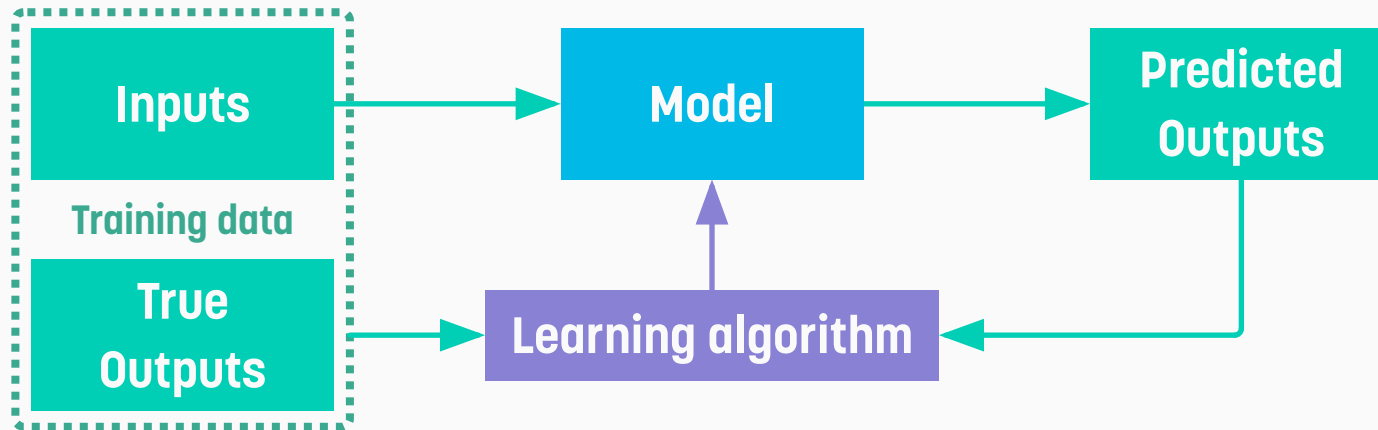 Inputs
Model
Predicted
Outputs
Training data
True
Outputs
Learning algorithm